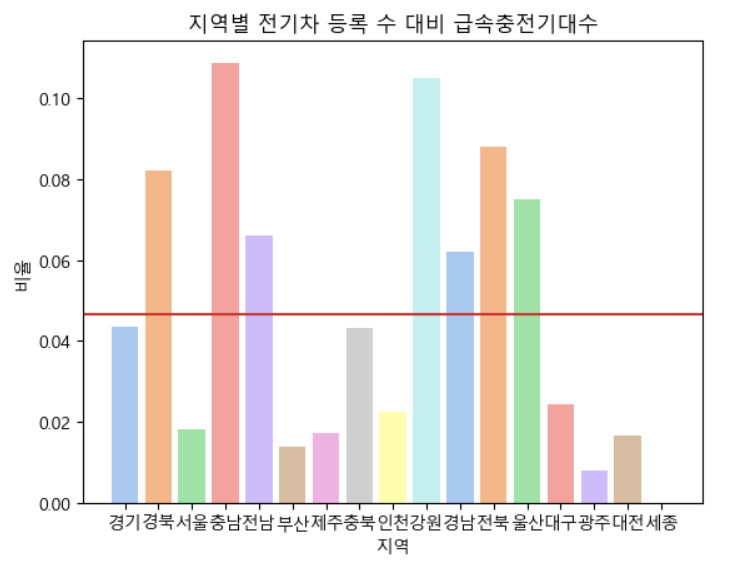 지역별 전기차 등록 수 대비 급속충전기대수
비율
0.10
0.08
0.06
0.04
0.02
0.00
경기 경북 서울 충남 전남 부산 제주 충북 인천 강원 경남 전북 울산 대구 광주 대전 세종
지역